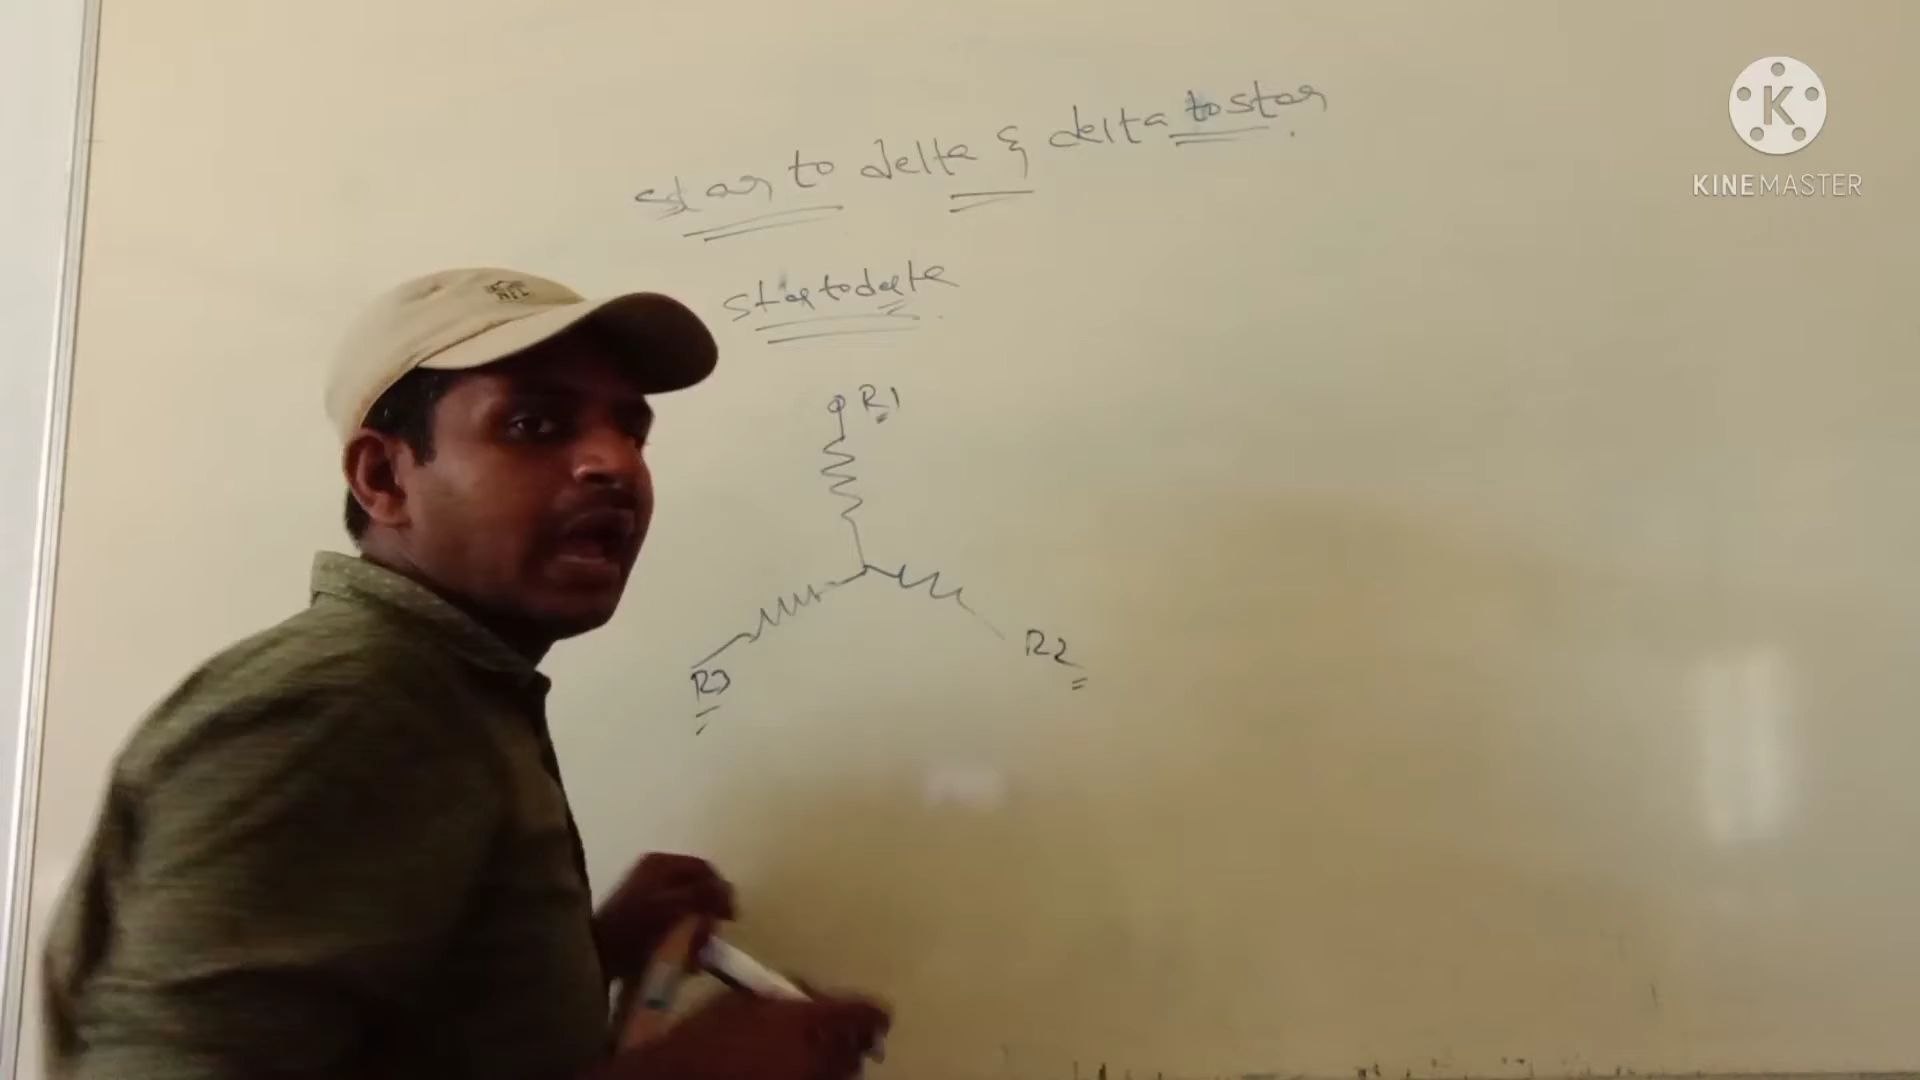 star to delta & delta to star
K
KINEMASTER
star to delta
R1
R2
R3